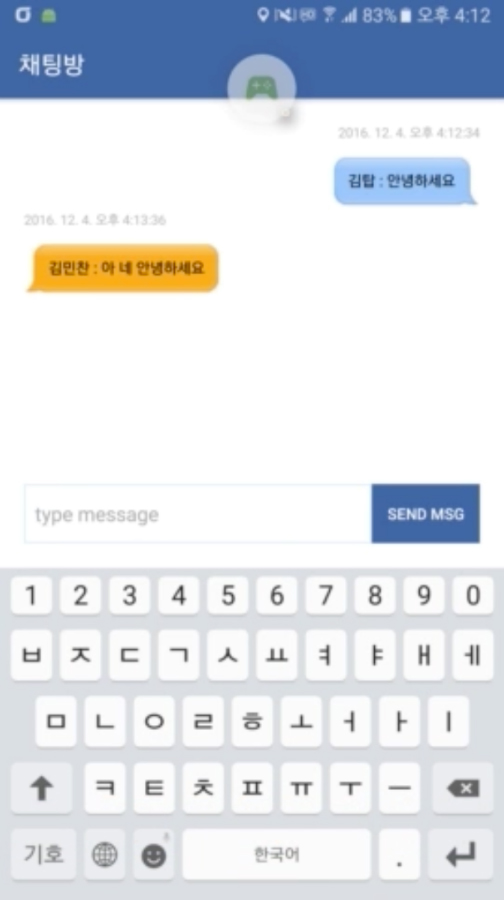 83% 오후 4:12
채팅방
2016. 12. 4. 오후 4:12:34
김탑 : 안녕하세요
2016. 12. 4. 오후 4:13:36
김민찬 : 아 네 안녕하세요
type message
SEND MSG
1 2 3 4 5 6 7 8 9 0
ㅂ ㅈ ㄷ ㄱ ㅅ ㅛ ㅕ ㅑ ㅐ ㅔ
ㅁ ㄴ ㅇ ㄹ ㅎ ㅗ ㅓ ㅏ ㅣ
ㅋ ㅌ ㅊ ㅍ ㅠ ㅜ ㅡ
기호 한국어 .